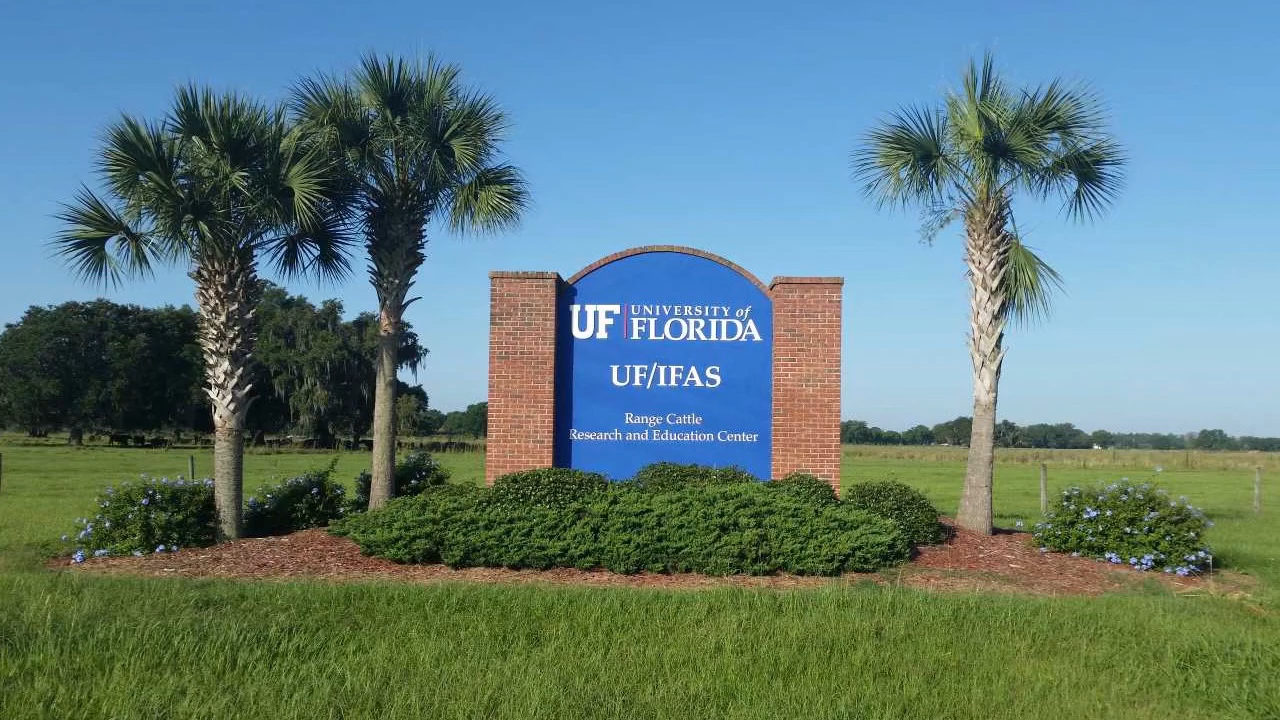 UF | UNIVERSITY of
FLORIDA
UF/IFAS
Range Cattle
Research and Education Center